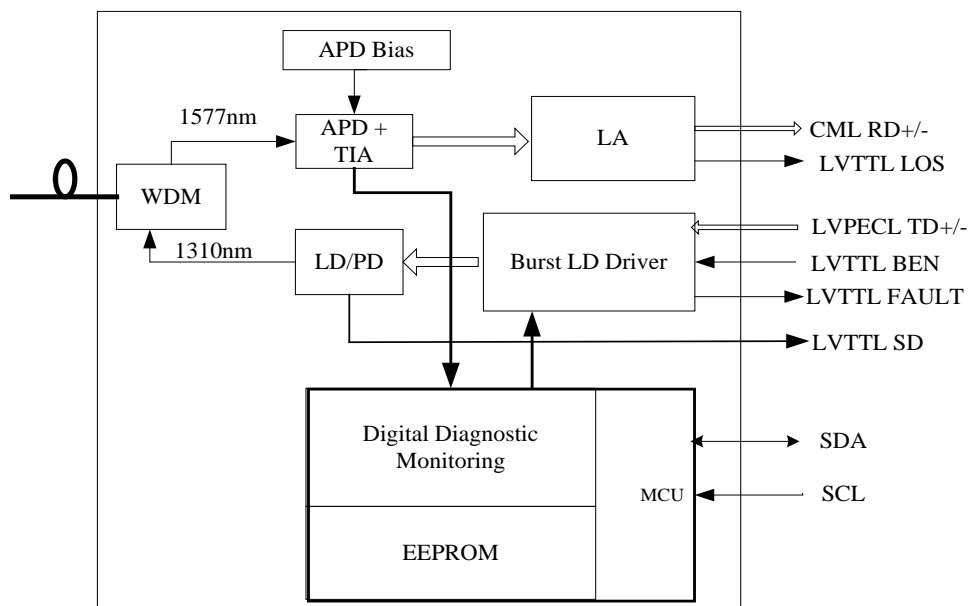 APD Bias
1577nm
APD +
TIA
LA
CML RD+/-
LVTTL LOS
WDM
1310nm
LD/PD
Burst LD Driver
LVPECL TD+/-
LVTTL BEN
LVTTL FAULT
LVTTL SD
Digital Diagnostic
Monitoring
MCU
SDA
SCL
EEPROM